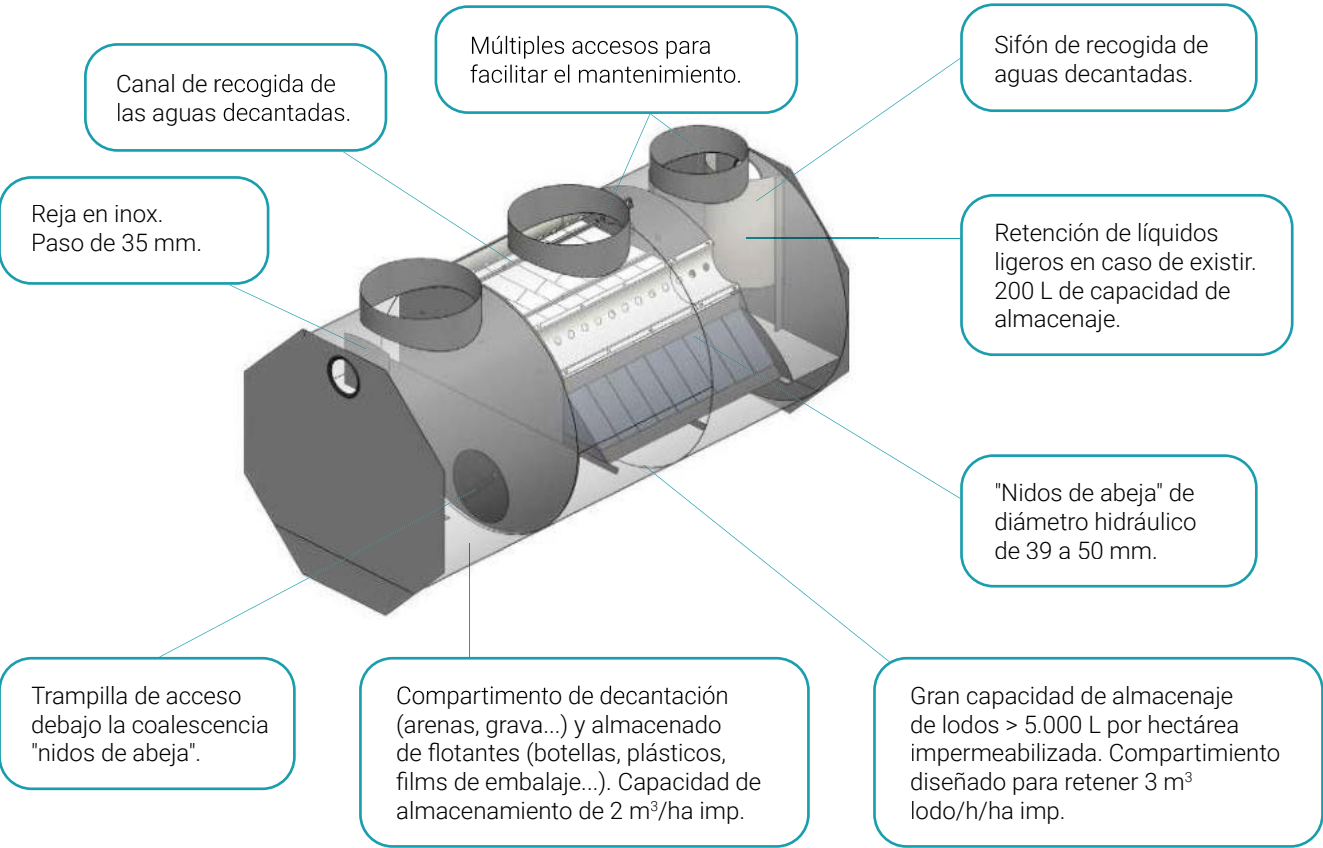 Múltiples accesos para
facilitar el mantenimiento.
Sifón de recogida de
aguas decantadas.
Canal de recogida de
las aguas decantadas.
Reja en inox.
Paso de 35 mm.
Retención de líquidos
ligeros en caso de existir.
200 L de capacidad de
almacenaje.
"Nidos de abeja" de
diámetro hidráulico
de 39 a 50 mm.
Trampilla de acceso
debajo la coalescencia
"nidos de abeja".
Compartimento de decantación
(arenas, grava...) y almacenado
de flotantes (botellas, plásticos,
films de embalaje...). Capacidad de
almacenamiento de 2 m³/ha imp.
Gran capacidad de almacenaje
de lodos > 5.000 L por hectárea
impermeabilizada. Compartimiento
diseñado para retener 3 m³
lodo/h/ha imp.